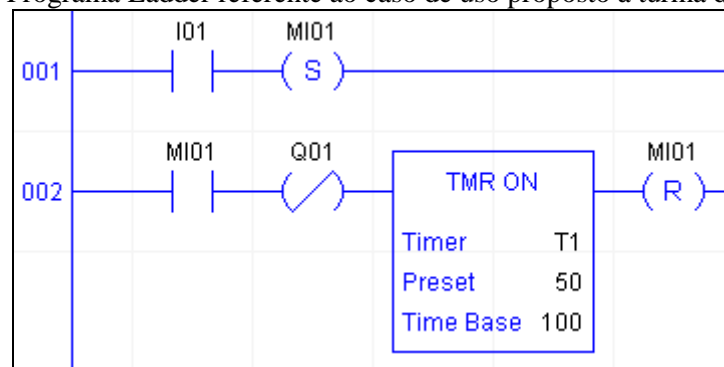 Programa Ladder referente ao caso de uso proposto à turma d
I01 MI01
001 S
MI01 Q01 MI01
002 TMR ON R
Timer T1
Preset 50
Time Base 100